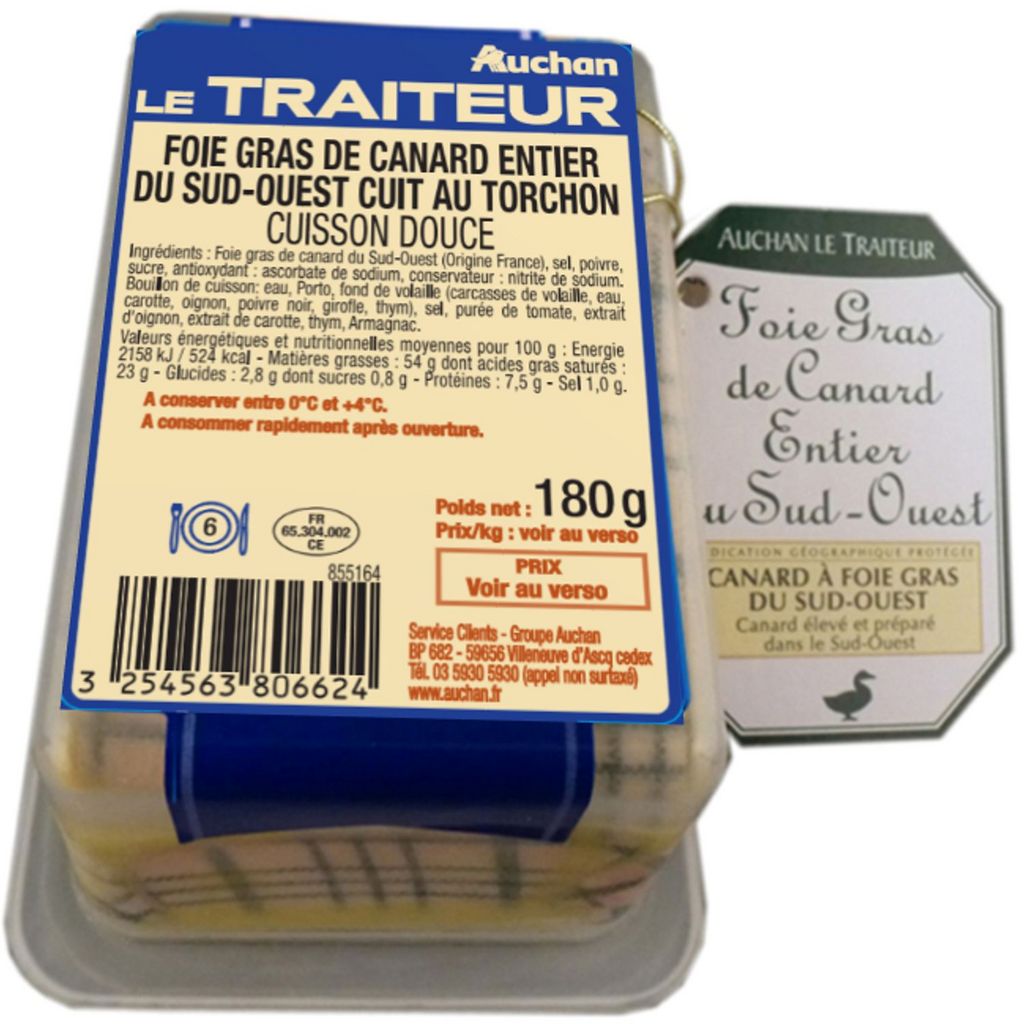 Auchan
LE TRAITEUR
FOIE GRAS DE CANARD ENTIER
DU SUD-OUEST CUIT AU TORCHON
CUISSON DOUCE
Ingrédients : Foie gras de canard du Sud-Ouest (Origine France), sel, poivre,
sucre, antioxydant : ascorbate de sodium, conservateur : nitrite de sodium.
Bouillon de cuisson: eau, Porto, fond de volaille (carcasses de volaille, eau,
carotte, oignon, poivre noir, girofle, thym), sel, purée de tomate, extrait
d'oignon, extrait de carotte, thym, Armagnac.
Valeurs énergétiques et nutritionnelles moyennes pour 100 g : Energie
2158 kJ / 524 kcal - Matières grasses : 54 g dont acides gras saturés :
23 g - Glucides : 2,8 g dont sucres 0,8 g - Protéines : 7,5 g - Sel 1,0 g.
A conserver entre 0°C et +4°C.
A consommer rapidement après ouverture.
6
FR
65.304.002
CE
Poids net : 180 g
Prix/kg : voir au verso
PRIX
Voir au verso
855164
3 254563 806624
Service Clients - Groupe Auchan
BP 682 - 59656 Villeneuve d'Ascq cedex
Tél. 03 5930 5930 (appel non surtaxé)
www.auchan.fr
AUCHAN LE TRAITEUR
Foie Gras
de Canard
Entier
u Sud-Ouest
DICATION GÉOGRAPHIQUE PROTÉGÉE
CANARD À FOIE GRAS
DU SUD-OUEST
Canard élevé et préparé
dans le Sud-Ouest